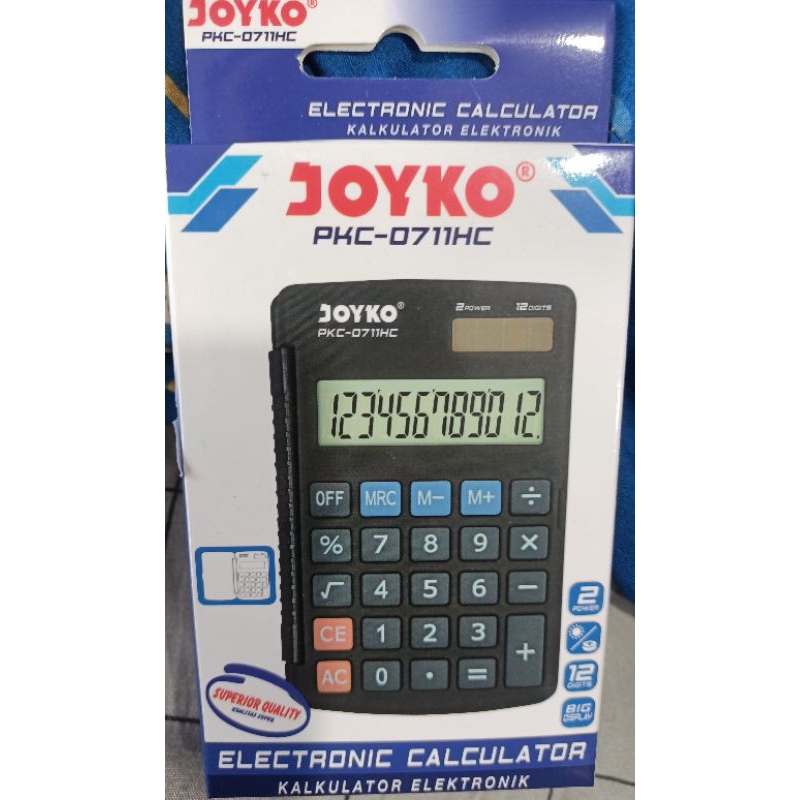 JOYKO®
PKC-0711HC
ELECTRONIC CALCULATOR
KALKULATOR ELEKTRONIK
JOYKO®
PKC-0711HC
JOYKO®
PKC-0711HC
2 POWER
12 DIGITS
123456789012.
OFF MRC M− M+ ÷
% 7 8 9 ×
√ 4 5 6 −
CE 1 2 3
+
AC 0 . =
2
POWER
12
DIGITS
BIG
DISPLAY
SUPERIOR QUALITY
KUALITAS SUPER
ELECTRONIC CALCULATOR
KALKULATOR ELEKTRONIK